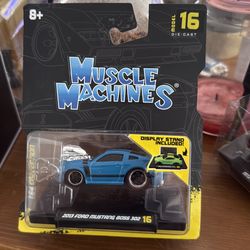 8+
MODEL
16
DIE-CAST
MUSCLE
MACHINES
DISPLAY STAND
INCLUDED!
2013 FORD MUSTANG BOSS 302 16